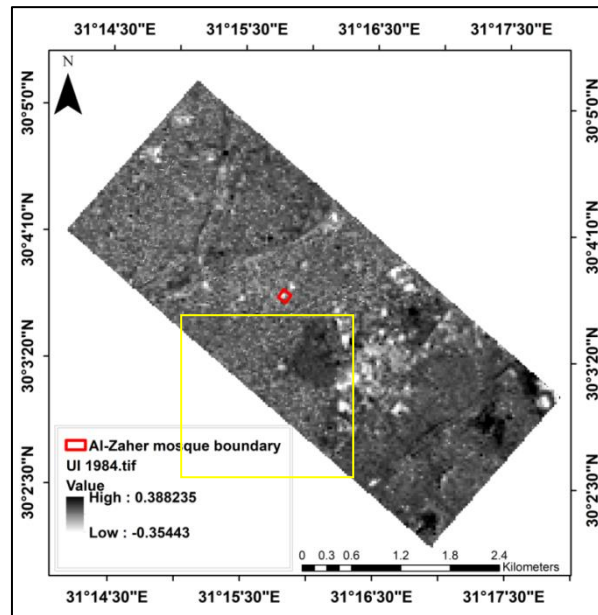 31°14'30"E 31°15'30"E 31°16'30"E 31°17'30"E
N
30°5'0"N 30°5'0"N
30°4'10"N 30°4'10"N
30°3'20"N 30°3'20"N
30°2'30"N 30°2'30"N
Al-Zaher mosque boundary
UI 1984.tif
Value
High : 0.388235
Low : -0.35443
0 0.3 0.6 1.2 1.8 2.4
Kilometers
31°14'30"E 31°15'30"E 31°16'30"E 31°17'30"E